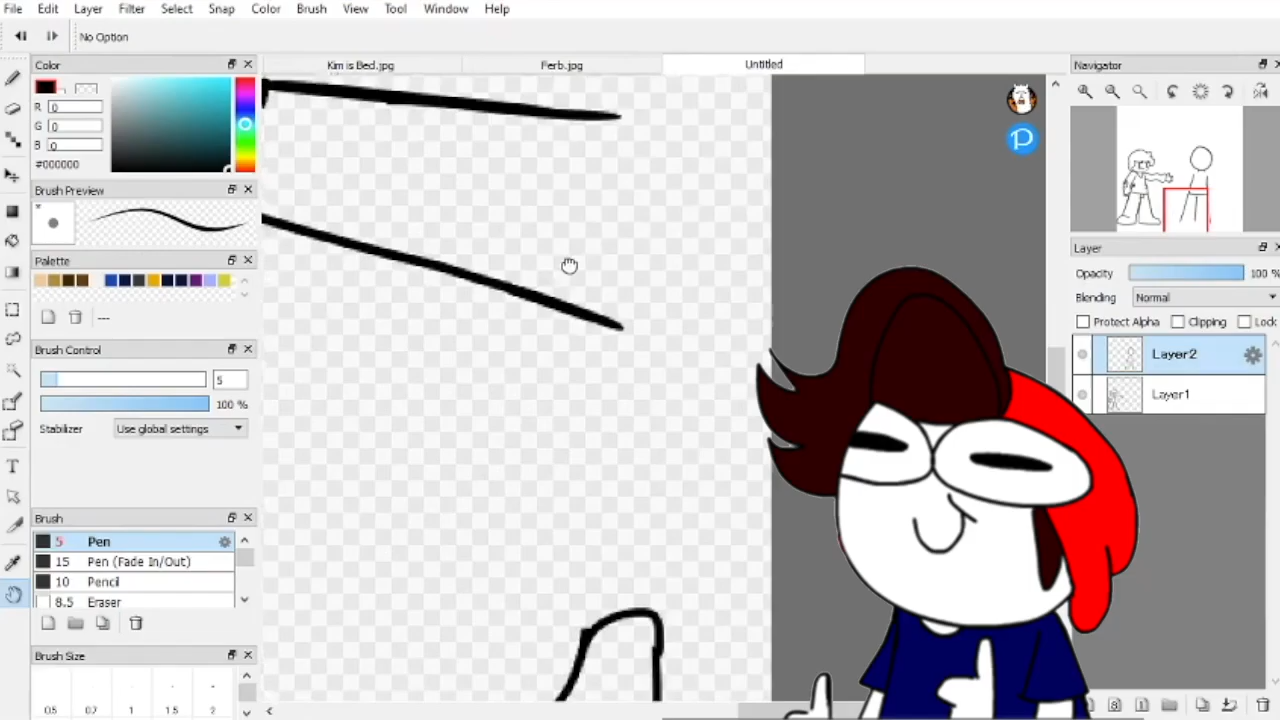 File Edit Layer Filter Select Snap Color Brush View Tool Window Help
No Option
Color
Kim is Bed.jpg Ferb.jpg Untitled
Navigator
R 0
G 0
B 0
#000000
Brush Preview
Palette
---
Brush Control
5
100 %
Stabilizer Use global settings
Brush
5 Pen
15 Pen (Fade In/Out)
10 Pencil
8.5 Eraser
Brush Size
0.5 0.7 1 1.5 2
P
Layer
Opacity 100 %
Blending Normal
Protect Alpha Clipping Lock
Layer2
Layer1